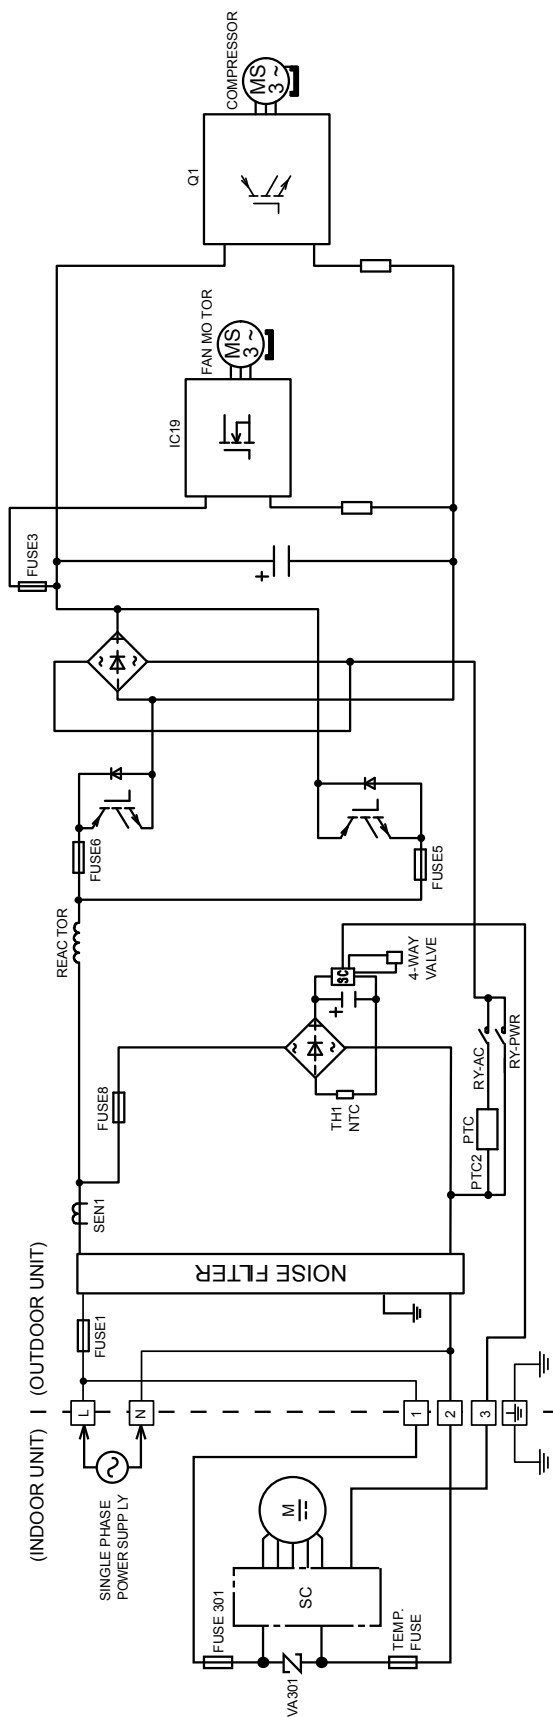 (INDOOR UNIT)
(OUTDOOR UNIT)
SINGLE PHASE
POWER SUPPLY
L
N
FUSE1
NOISE FILTER
SEN1
REACTOR
FUSE8
FUSE6
FUSE5
FUSE3
+
~
~
IC19
FAN MOTOR
MS
3 ~
Q1
COMPRESSOR
MS
3 ~
~
~
+
SC
TH1
NTC
4-WAY
VALVE
PTC2
PTC
RY-AC
RY-PWR
1
2
3
FUSE 301
VA301
TEMP.
FUSE
SC
M